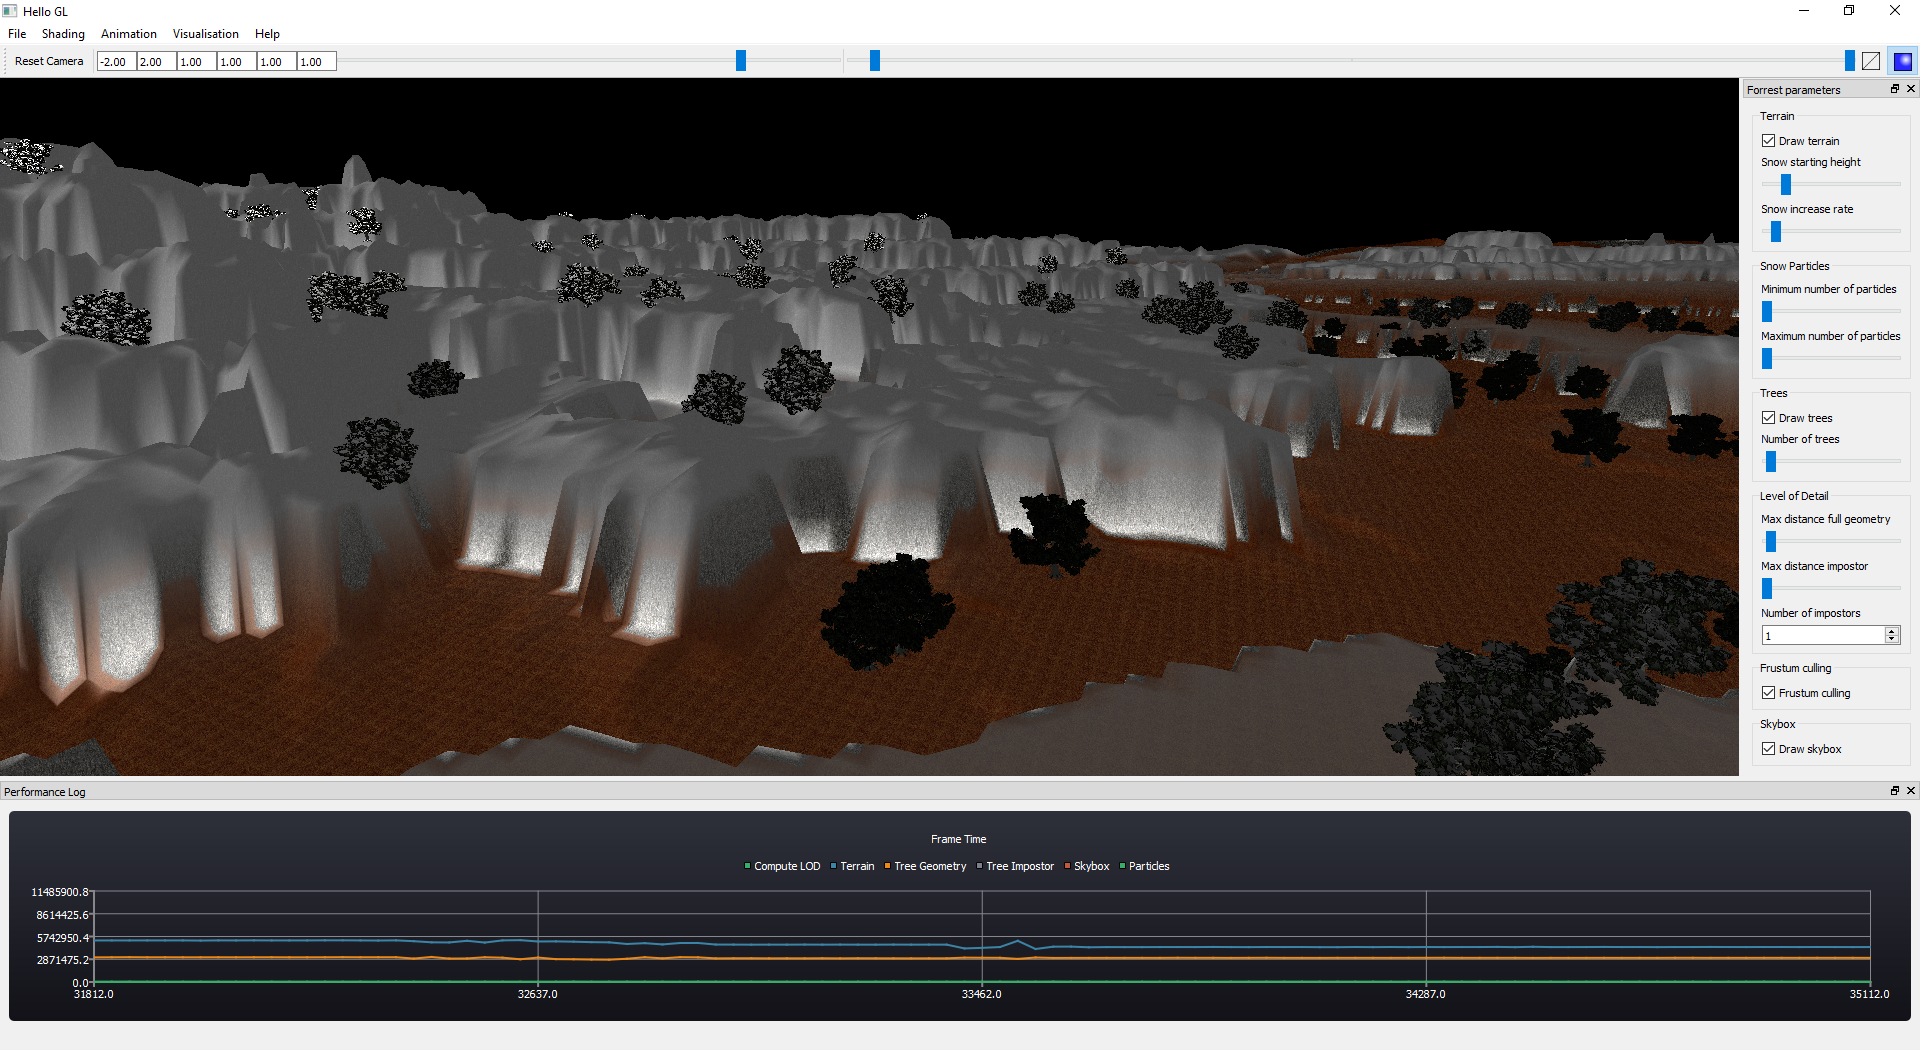 Hello GL
File Shading Animation Visualisation Help
Reset Camera -2.00 2.00 1.00 1.00 1.00 1.00
Forrest parameters
Terrain
Draw terrain
Snow starting height
Snow increase rate
Snow Particles
Minimum number of particles
Maximum number of particles
Trees
Draw trees
Number of trees
Level of Detail
Max distance full geometry
Max distance impostor
Number of impostors
1
Frustum culling
Frustum culling
Skybox
Draw skybox
Performance Log
Frame Time
Compute LOD Terrain Tree Geometry Tree Impostor Skybox Particles
11485900.8
8614425.6
5742950.4
2871475.2
0.0
31812.0 32637.0 33462.0 34287.0 35112.0